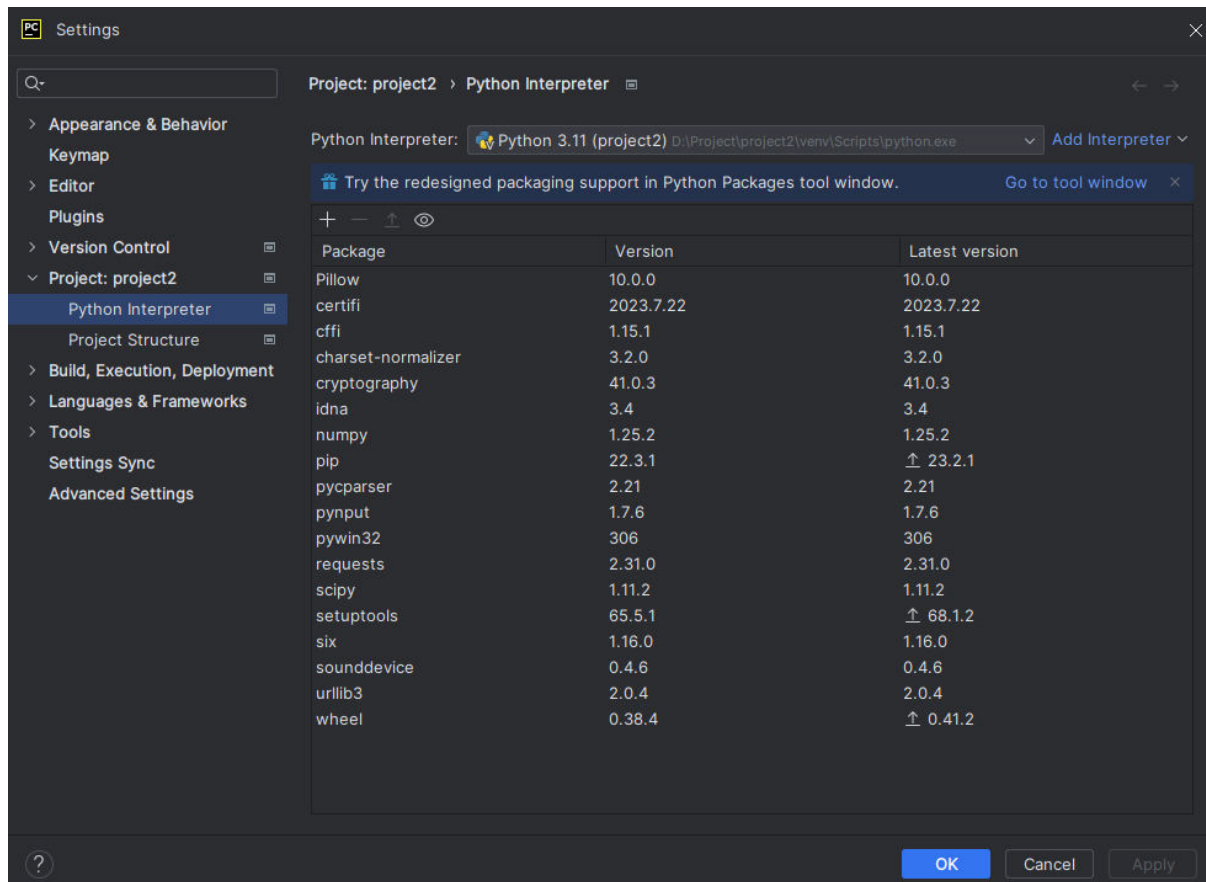 PC Settings
Appearance & Behavior
Keymap
Editor
Plugins
Version Control
Project: project2
Python Interpreter
Project Structure
Build, Execution, Deployment
Languages & Frameworks
Tools
Settings Sync
Advanced Settings
Project: project2 › Python Interpreter
Python Interpreter: Python 3.11 (project2) D:\Project\project2\venv\Scripts\python.exe Add Interpreter
Try the redesigned packaging support in Python Packages tool window. Go to tool window
Package Version Latest version
Pillow 10.0.0 10.0.0
certifi 2023.7.22 2023.7.22
cffi 1.15.1 1.15.1
charset-normalizer 3.2.0 3.2.0
cryptography 41.0.3 41.0.3
idna 3.4 3.4
numpy 1.25.2 1.25.2
pip 22.3.1 23.2.1
pycparser 2.21 2.21
pynput 1.7.6 1.7.6
pywin32 306 306
requests 2.31.0 2.31.0
scipy 1.11.2 1.11.2
setuptools 65.5.1 68.1.2
six 1.16.0 1.16.0
sounddevice 0.4.6 0.4.6
urllib3 2.0.4 2.0.4
wheel 0.38.4 0.41.2
? OK Cancel Apply